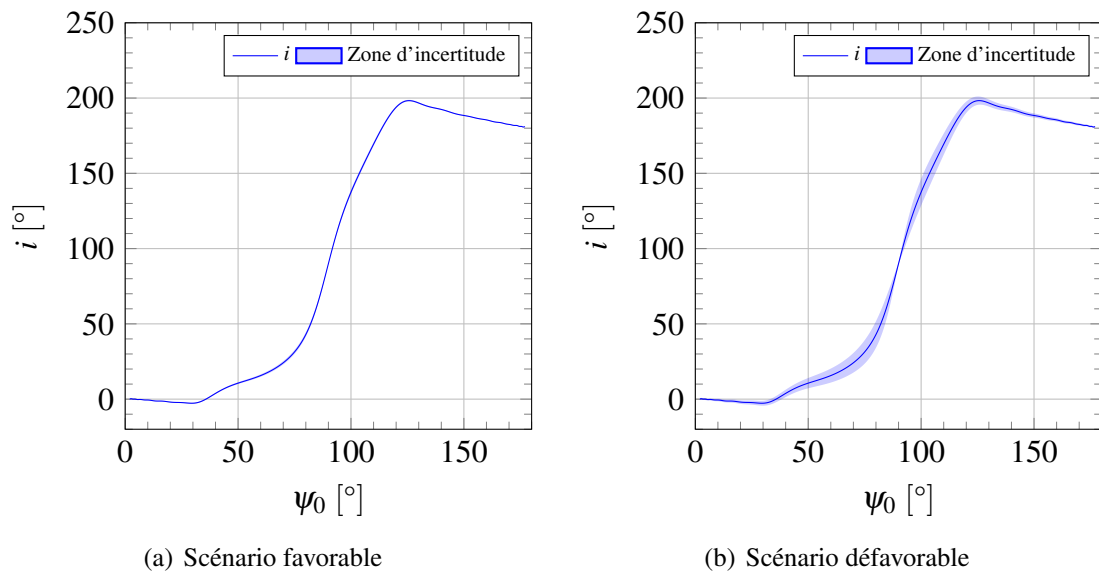 250
200
150
100
50
0
0 50 100 150
i [°]
ψ0 [°]
i Zone d'incertitude
(a) Scénario favorable
250
200
150
100
50
0
0 50 100 150
i [°]
ψ0 [°]
i Zone d'incertitude
(b) Scénario défavorable